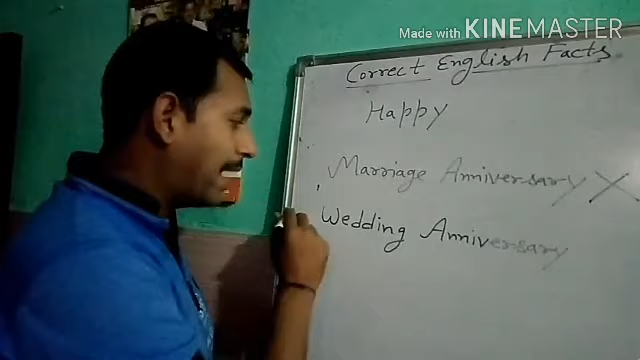 Made with KINEMASTER
Correct English Facts
Happy
Marriage Anniversary X
Wedding Anniversary